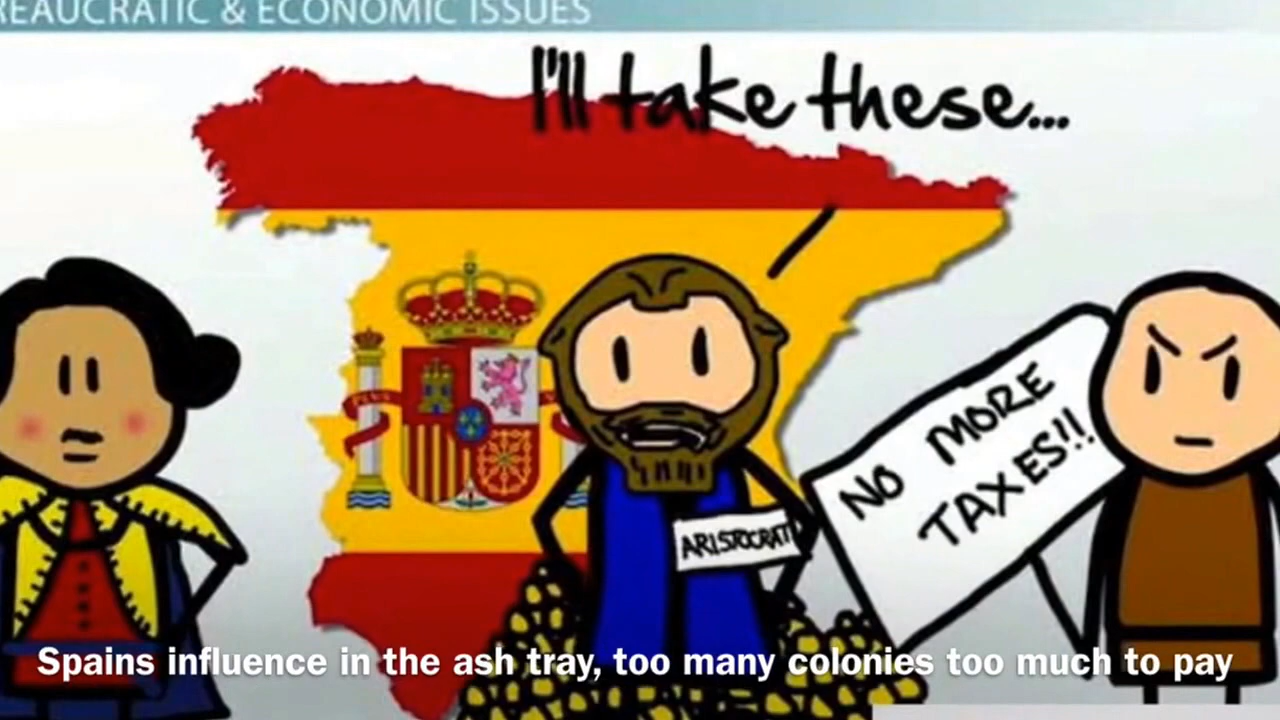 REAUCRATIC & ECONOMIC ISSUES
I'll take these...
PLUS
NO MORE
TAXES!!
ARISTOCRAT
Spains influence in the ash tray, too many colonies too much to pay